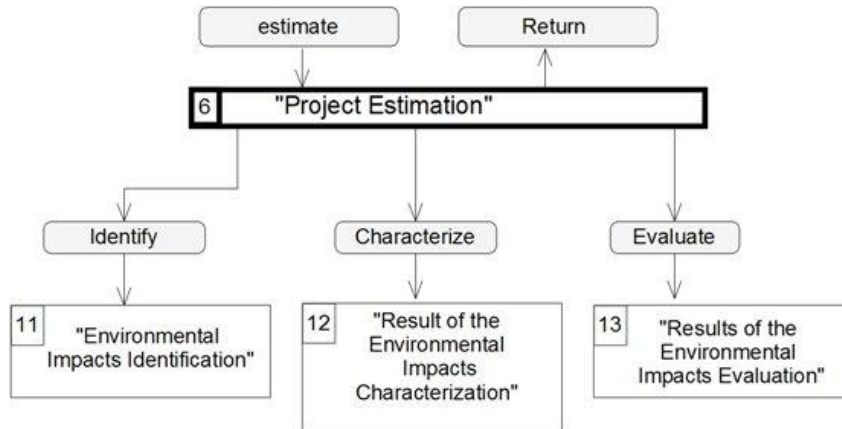 estimate
Return
6
"Project Estimation"
Identify
Characterize
Evaluate
11
"Environmental
Impacts Identification"
12
"Result of the
Environmental
Impacts
Characterization"
13
"Results of the
Environmental
Impacts Evaluation"